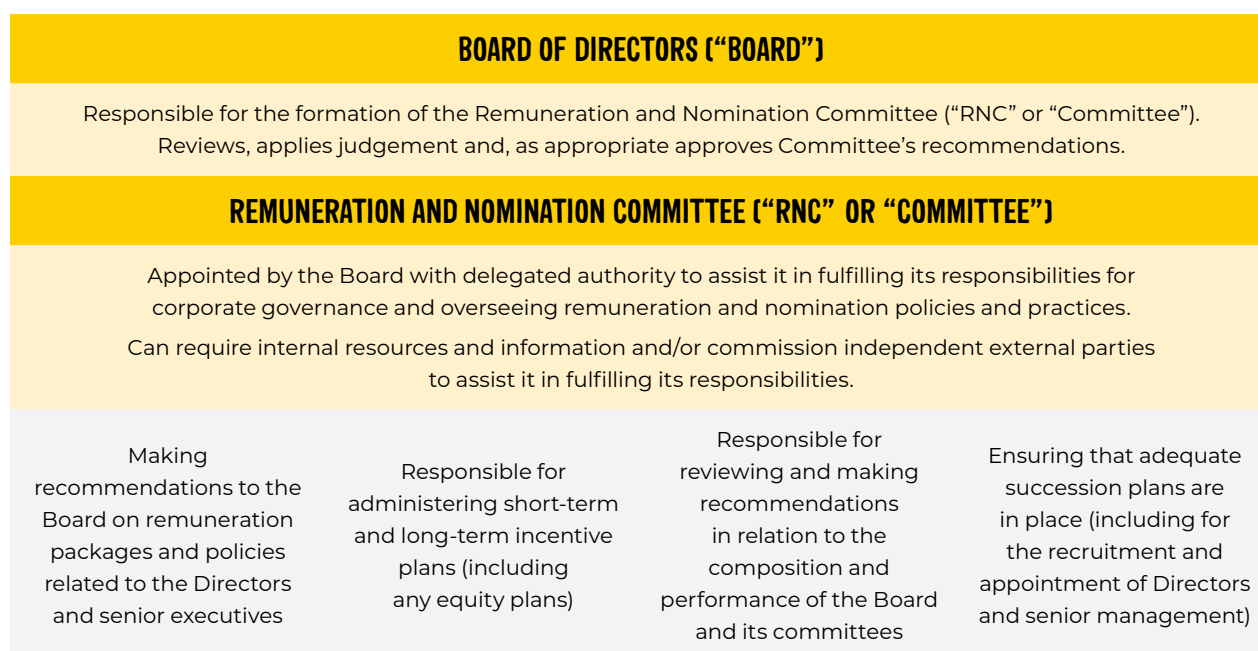 BOARD OF DIRECTORS (“BOARD”)
Responsible for the formation of the Remuneration and Nomination Committee (“RNC” or “Committee”).
Reviews, applies judgement and, as appropriate approves Committee’s recommendations.
REMUNERATION AND NOMINATION COMMITTEE (“RNC” OR “COMMITTEE”)
Appointed by the Board with delegated authority to assist it in fulfilling its responsibilities for
corporate governance and overseeing remuneration and nomination policies and practices.
Can require internal resources and information and/or commission independent external parties
to assist it in fulfilling its responsibilities.
Making
recommendations to the
Board on remuneration
packages and policies
related to the Directors
and senior executives
Responsible for
administering short-term
and long-term incentive
plans (including
any equity plans)
Responsible for
reviewing and making
recommendations
in relation to the
composition and
performance of the Board
and its committees
Ensuring that adequate
succession plans are
in place (including for
the recruitment and
appointment of Directors
and senior management)